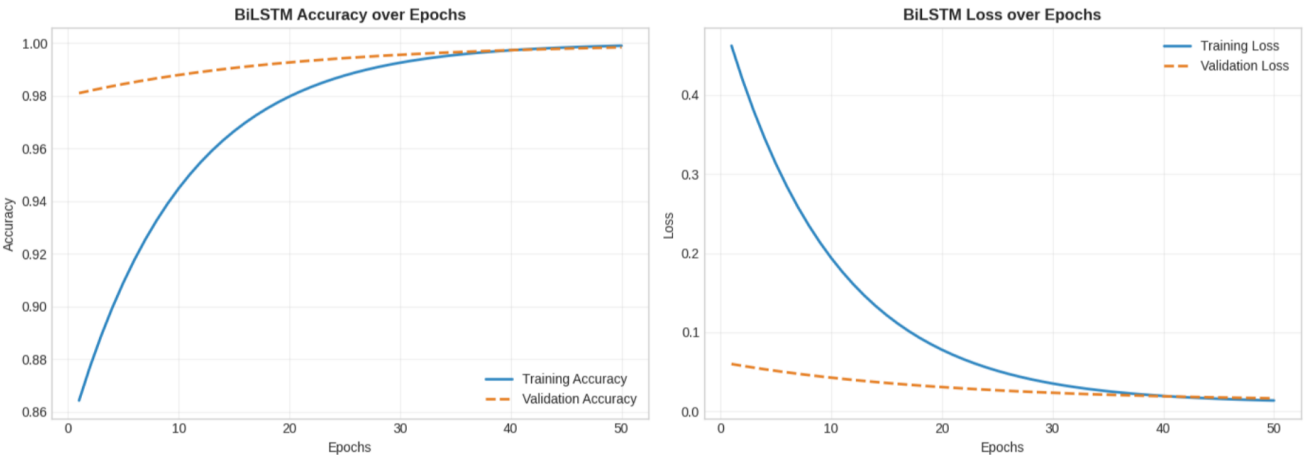 BiLSTM Accuracy over Epochs
1.00
0.98
0.96
0.94
0.92
0.90
0.88
0.86
Accuracy
Training Accuracy
Validation Accuracy
0 10 20 30 40 50
Epochs
BiLSTM Loss over Epochs
Training Loss
Validation Loss
0.4
0.3
0.2
0.1
0.0
Loss
0 10 20 30 40 50
Epochs